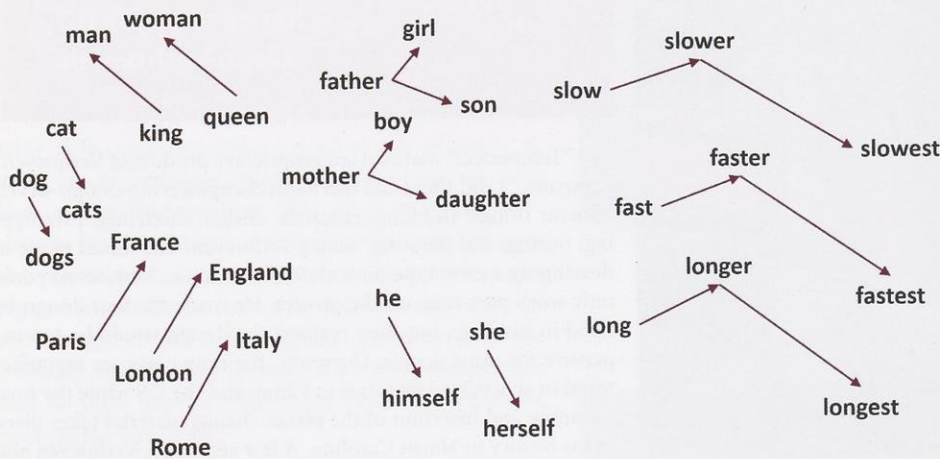 woman
man
girl
slower
father
slow
son
boy
queen
king
cat
slowest
faster
mother
dog
daughter
fast
cats
France
dogs
longer
England
he
fastest
she
long
Paris
Italy
London
himself
longest
herself
Rome